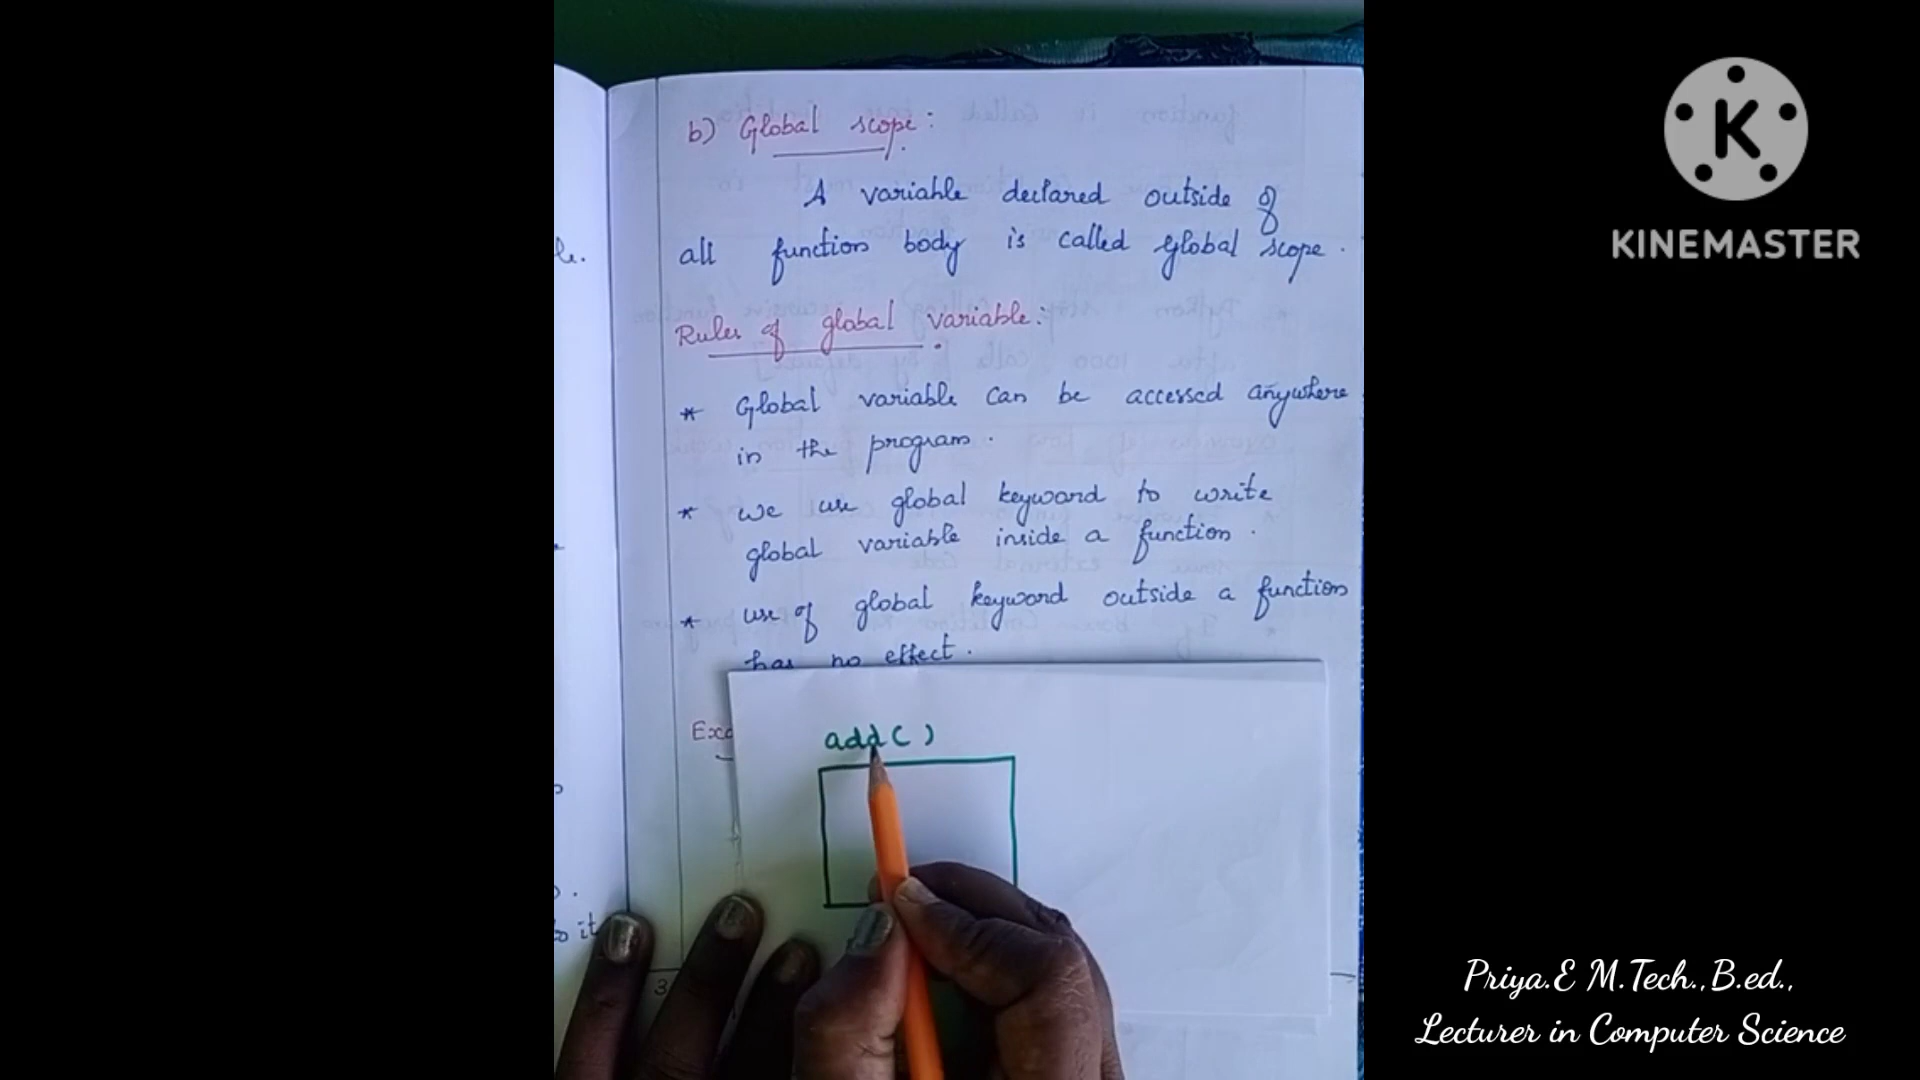 b) Global scope:
A variable declared outside of
all function body is called global scope.
Rules of global variable:
* Global variable can be accessed anywhere
in the program.
* we use global keyword to write
global variable inside a function.
* use of global keyword outside a function
has no effect.
add()
3
K
KINEMASTER
Priya.E M.Tech.,B.ed.,
Lecturer in Computer Science